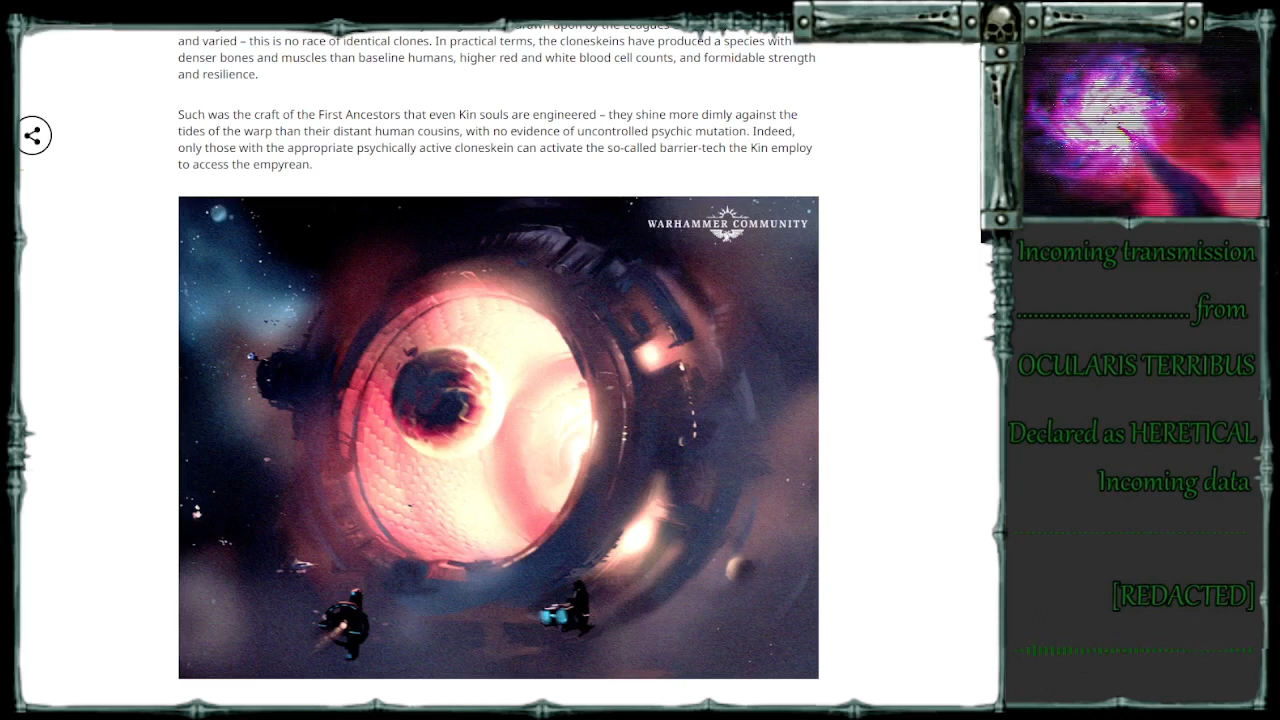 drawn upon by the Leagues
and varied – this is no race of identical clones. In practical terms, the cloneskeins have produced a species with
denser bones and muscles than baseline humans, higher red and white blood cell counts, and formidable strength
and resilience.
Such was the craft of the First Ancestors that even Kin souls are engineered – they shine more dimly against the
tides of the warp than their distant human cousins, with no evidence of uncontrolled psychic mutation. Indeed,
only those with the appropriate psychically active cloneskein can activate the so-called barrier-tech the Kin employ
to access the empyrean.
WARHAMMER COMMUNITY
Incoming transmission
................................ from
OCULARIS TERRIBUS
Declared as HERETICAL
Incoming data
[REDACTED]